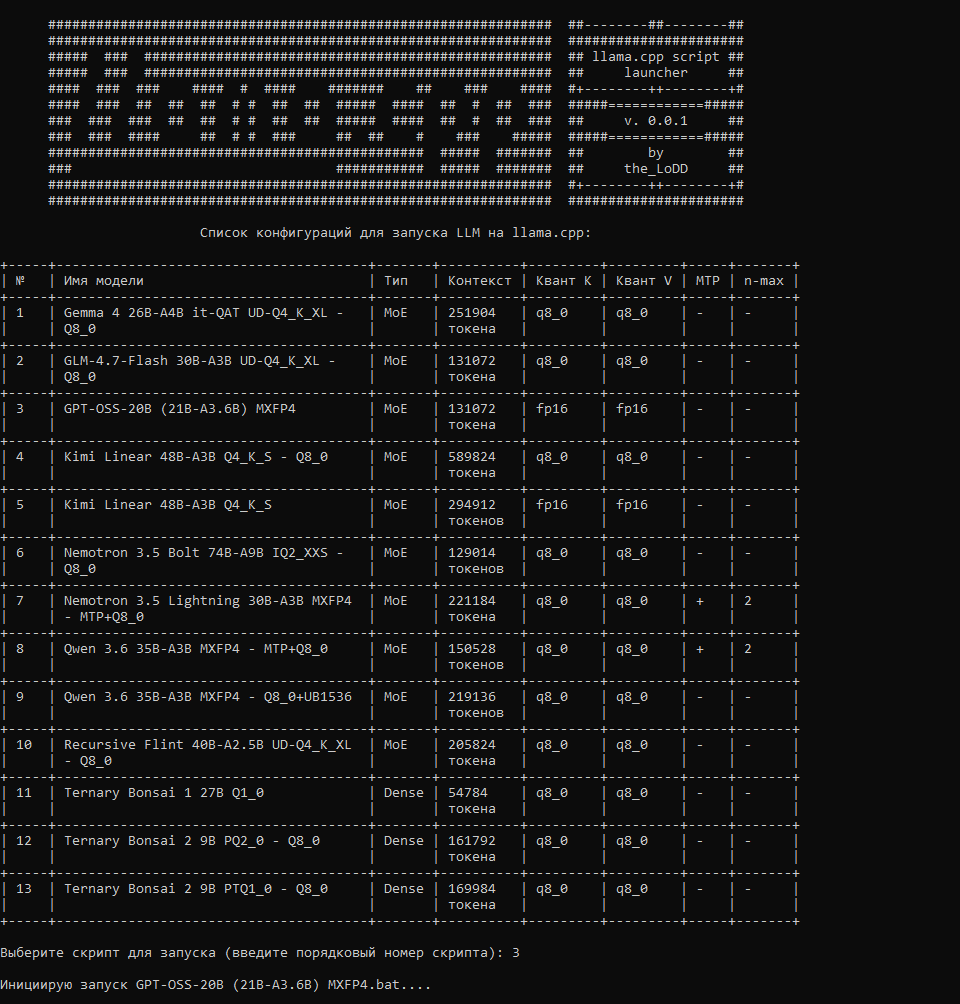 llama.cpp script
launcher
v. 0.0.1
by
the_LoDD
Список конфигураций для запуска LLM на llama.cpp:
№ Имя модели Тип Контекст Квант K Квант V MTP n-max
1 Gemma 4 26B-A4B it-QAT UD-Q4_K_XL - MoE 251904 q8_0 q8_0 - -
Q8_0 токена
2 GLM-4.7-Flash 30B-A3B UD-Q4_K_XL - MoE 131072 q8_0 q8_0 - -
Q8_0 токена
3 GPT-OSS-20B (21B-A3.6B) MXFP4 MoE 131072 fp16 fp16 - -
токена
4 Kimi Linear 48B-A3B Q4_K_S - Q8_0 MoE 589824 q8_0 q8_0 - -
токена
5 Kimi Linear 48B-A3B Q4_K_S MoE 294912 fp16 fp16 - -
токенов
6 Nemotron 3.5 Bolt 74B-A9B IQ2_XXS - MoE 129014 q8_0 q8_0 - -
Q8_0 токенов
7 Nemotron 3.5 Lightning 30B-A3B MXFP4 MoE 221184 q8_0 q8_0 + 2
- MTP+Q8_0 токена
8 Qwen 3.6 35B-A3B MXFP4 - MTP+Q8_0 MoE 150528 q8_0 q8_0 + 2
токенов
9 Qwen 3.6 35B-A3B MXFP4 - Q8_0+UB1536 MoE 219136 q8_0 q8_0 - -
токенов
10 Recursive Flint 40B-A2.5B UD-Q4_K_XL MoE 205824 q8_0 q8_0 - -
- Q8_0 токена
11 Ternary Bonsai 1 27B Q1_0 Dense 54784 q8_0 q8_0 - -
токена
12 Ternary Bonsai 2 9B PQ2_0 - Q8_0 Dense 161792 q8_0 q8_0 - -
токена
13 Ternary Bonsai 2 9B PTQ1_0 - Q8_0 Dense 169984 q8_0 q8_0 - -
токена
Выберите скрипт для запуска (введите порядковый номер скрипта): 3
Инициирую запуск GPT-OSS-20B (21B-A3.6B) MXFP4.bat....